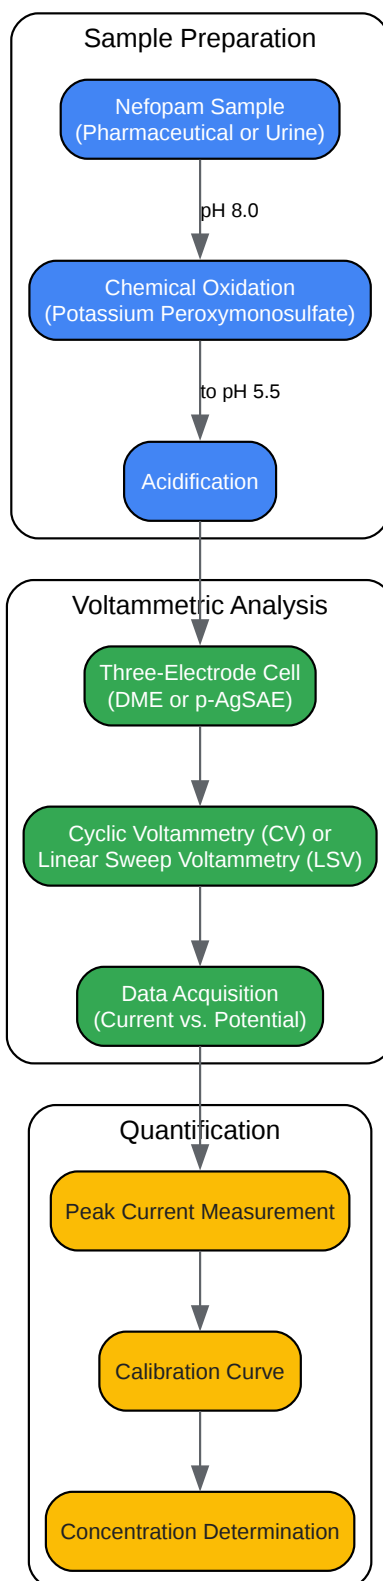 Sample Preparation
Nefopam Sample
(Pharmaceutical or Urine)
pH 8.0
Chemical Oxidation
(Potassium Peroxymonosulfate)
to pH 5.5
Acidification
Voltammetric Analysis
Three-Electrode Cell
(DME or p-AgSAE)
Cyclic Voltammetry (CV) or
Linear Sweep Voltammetry (LSV)
Data Acquisition
(Current vs. Potential)
Quantification
Peak Current Measurement
Calibration Curve
Concentration Determination